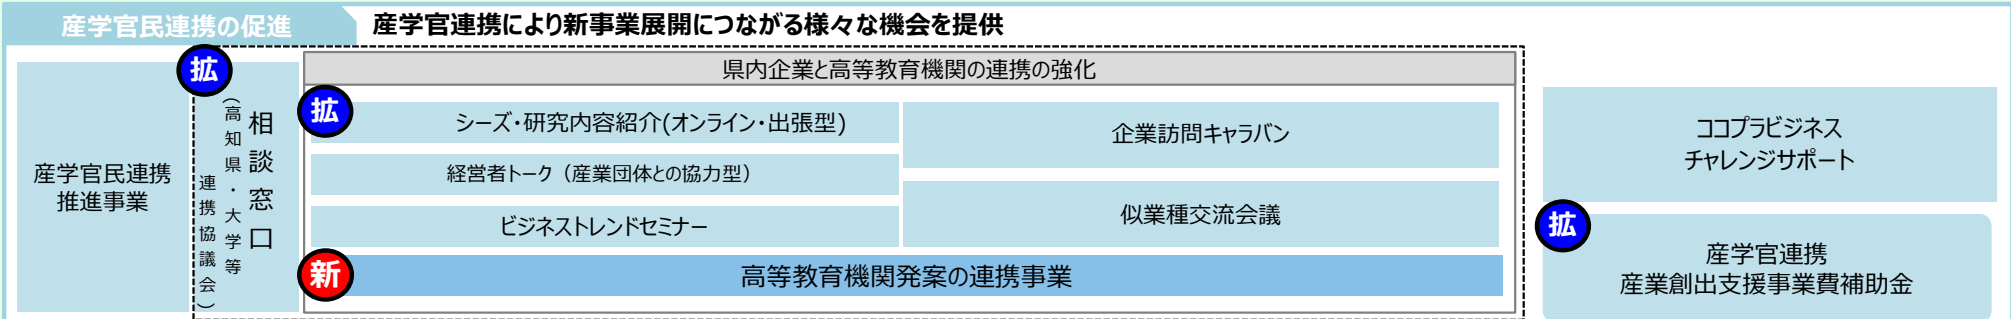 産学官民連携の促進
産学官連携により新事業展開につながる様々な機会を提供
産学官民連携
推進事業
拡
相談窓口
(高知県・大学等
連携協議会)
県内企業と高等教育機関の連携の強化
拡
シーズ・研究内容紹介(オンライン・出張型)
経営者トーク（産業団体との協力型）
ビジネストレンドセミナー
企業訪問キャラバン
似業種交流会議
新
高等教育機関発案の連携事業
ココプラビジネス
チャレンジサポート
拡
産学官連携
産業創出支援事業費補助金